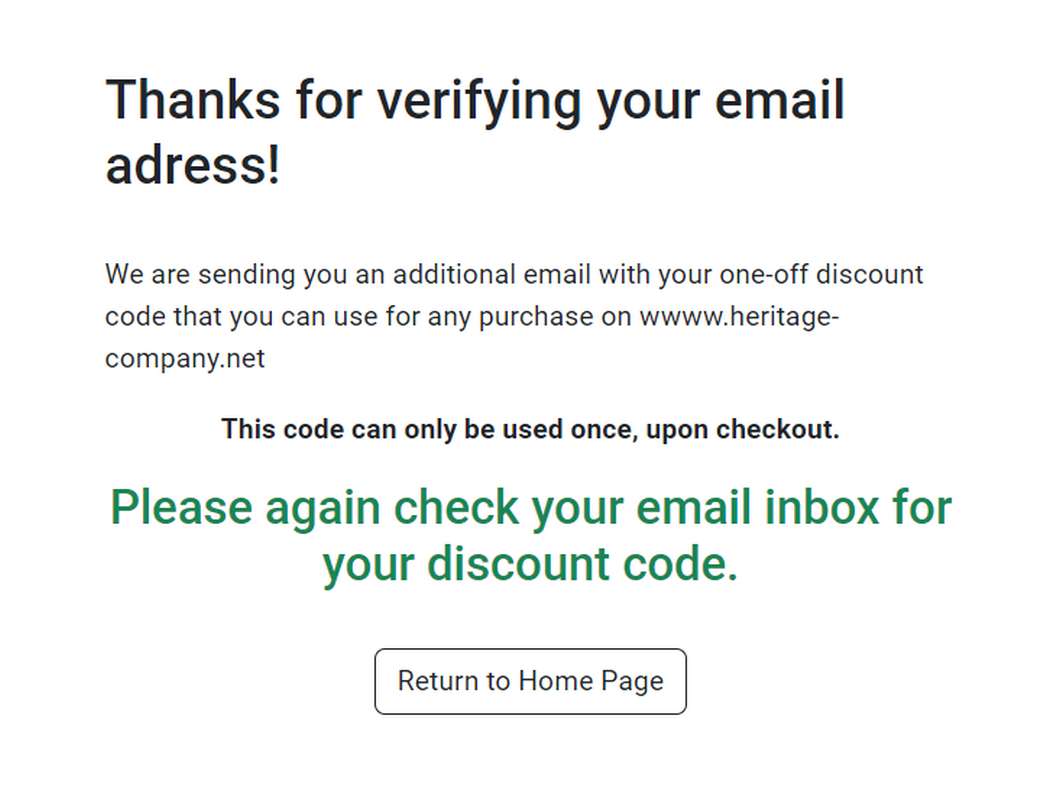 Thanks for verifying your email
adress!
We are sending you an additional email with your one-off discount
code that you can use for any purchase on wwww.heritage-
company.net
This code can only be used once, upon checkout.
Please again check your email inbox for
your discount code.
Return to Home Page